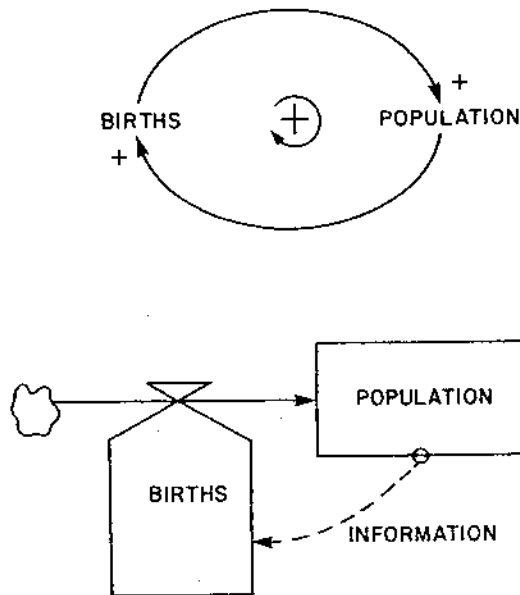 +
BIRTHS
+
POPULATION
+
POPULATION
BIRTHS
INFORMATION